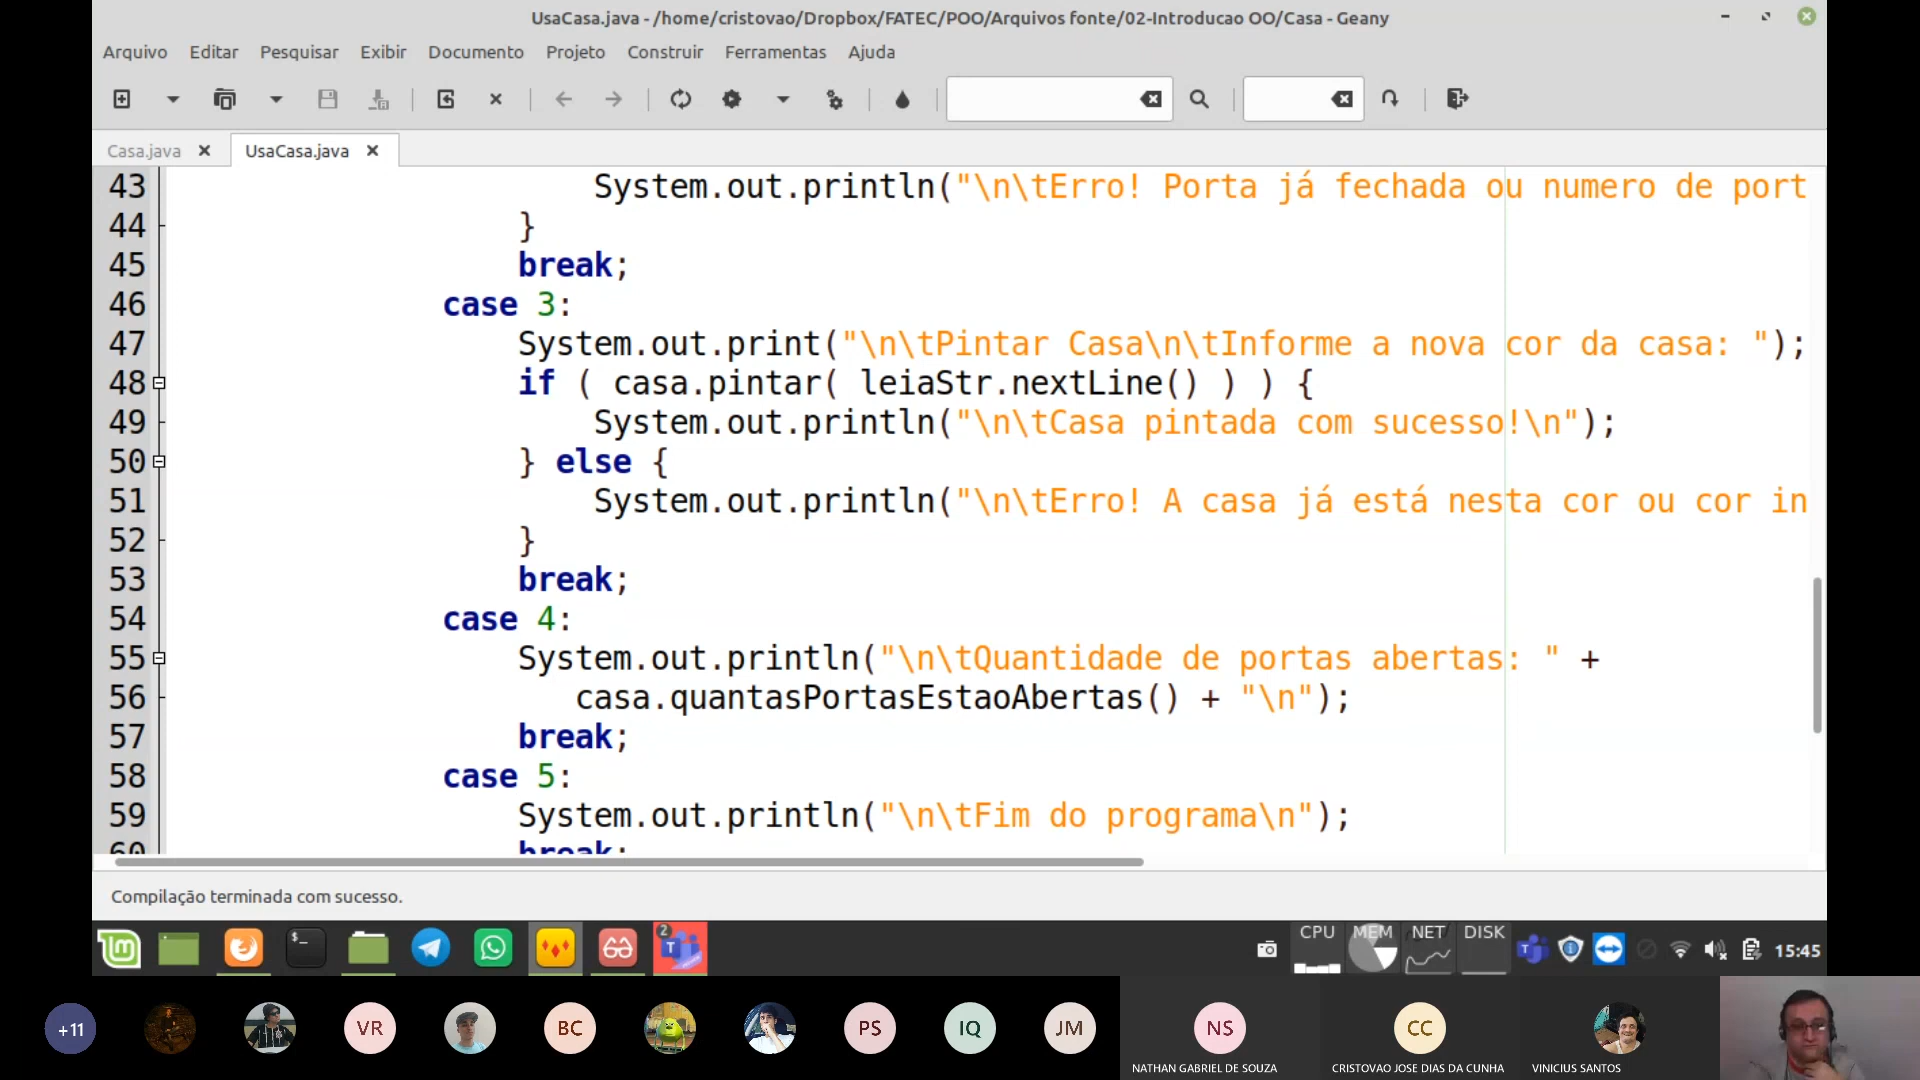 UsaCasa.java - /home/cristovao/Dropbox/FATEC/POO/Arquivos fonte/02-Introducao OO/Casa - Geany
Arquivo Editar Pesquisar Exibir Documento Projeto Construir Ferramentas Ajuda
Casa.java UsaCasa.java
43 System.out.println("\n\tErro! Porta já fechada ou numero de port
44 }
45 break;
46 case 3:
47 System.out.print("\n\tPintar Casa\n\tInforme a nova cor da casa: ");
48 if ( casa.pintar( leiaStr.nextLine() ) ) {
49 System.out.println("\n\tCasa pintada com sucesso!\n");
50 } else {
51 System.out.println("\n\tErro! A casa já está nesta cor ou cor in
52 }
53 break;
54 case 4:
55 System.out.println("\n\tQuantidade de portas abertas: " +
56 casa.quantasPortasEstaoAbertas() + "\n");
57 break;
58 case 5:
59 System.out.println("\n\tFim do programa\n");
60 break;
Compilação terminada com sucesso.
$_ 2 T CPU MEM NET DISK T 15:45
+11 VR BC PS IQ JM NS CC
NATHAN GABRIEL DE SOUZA CRISTOVAO JOSE DIAS DA CUNHA VINICIUS SANTOS